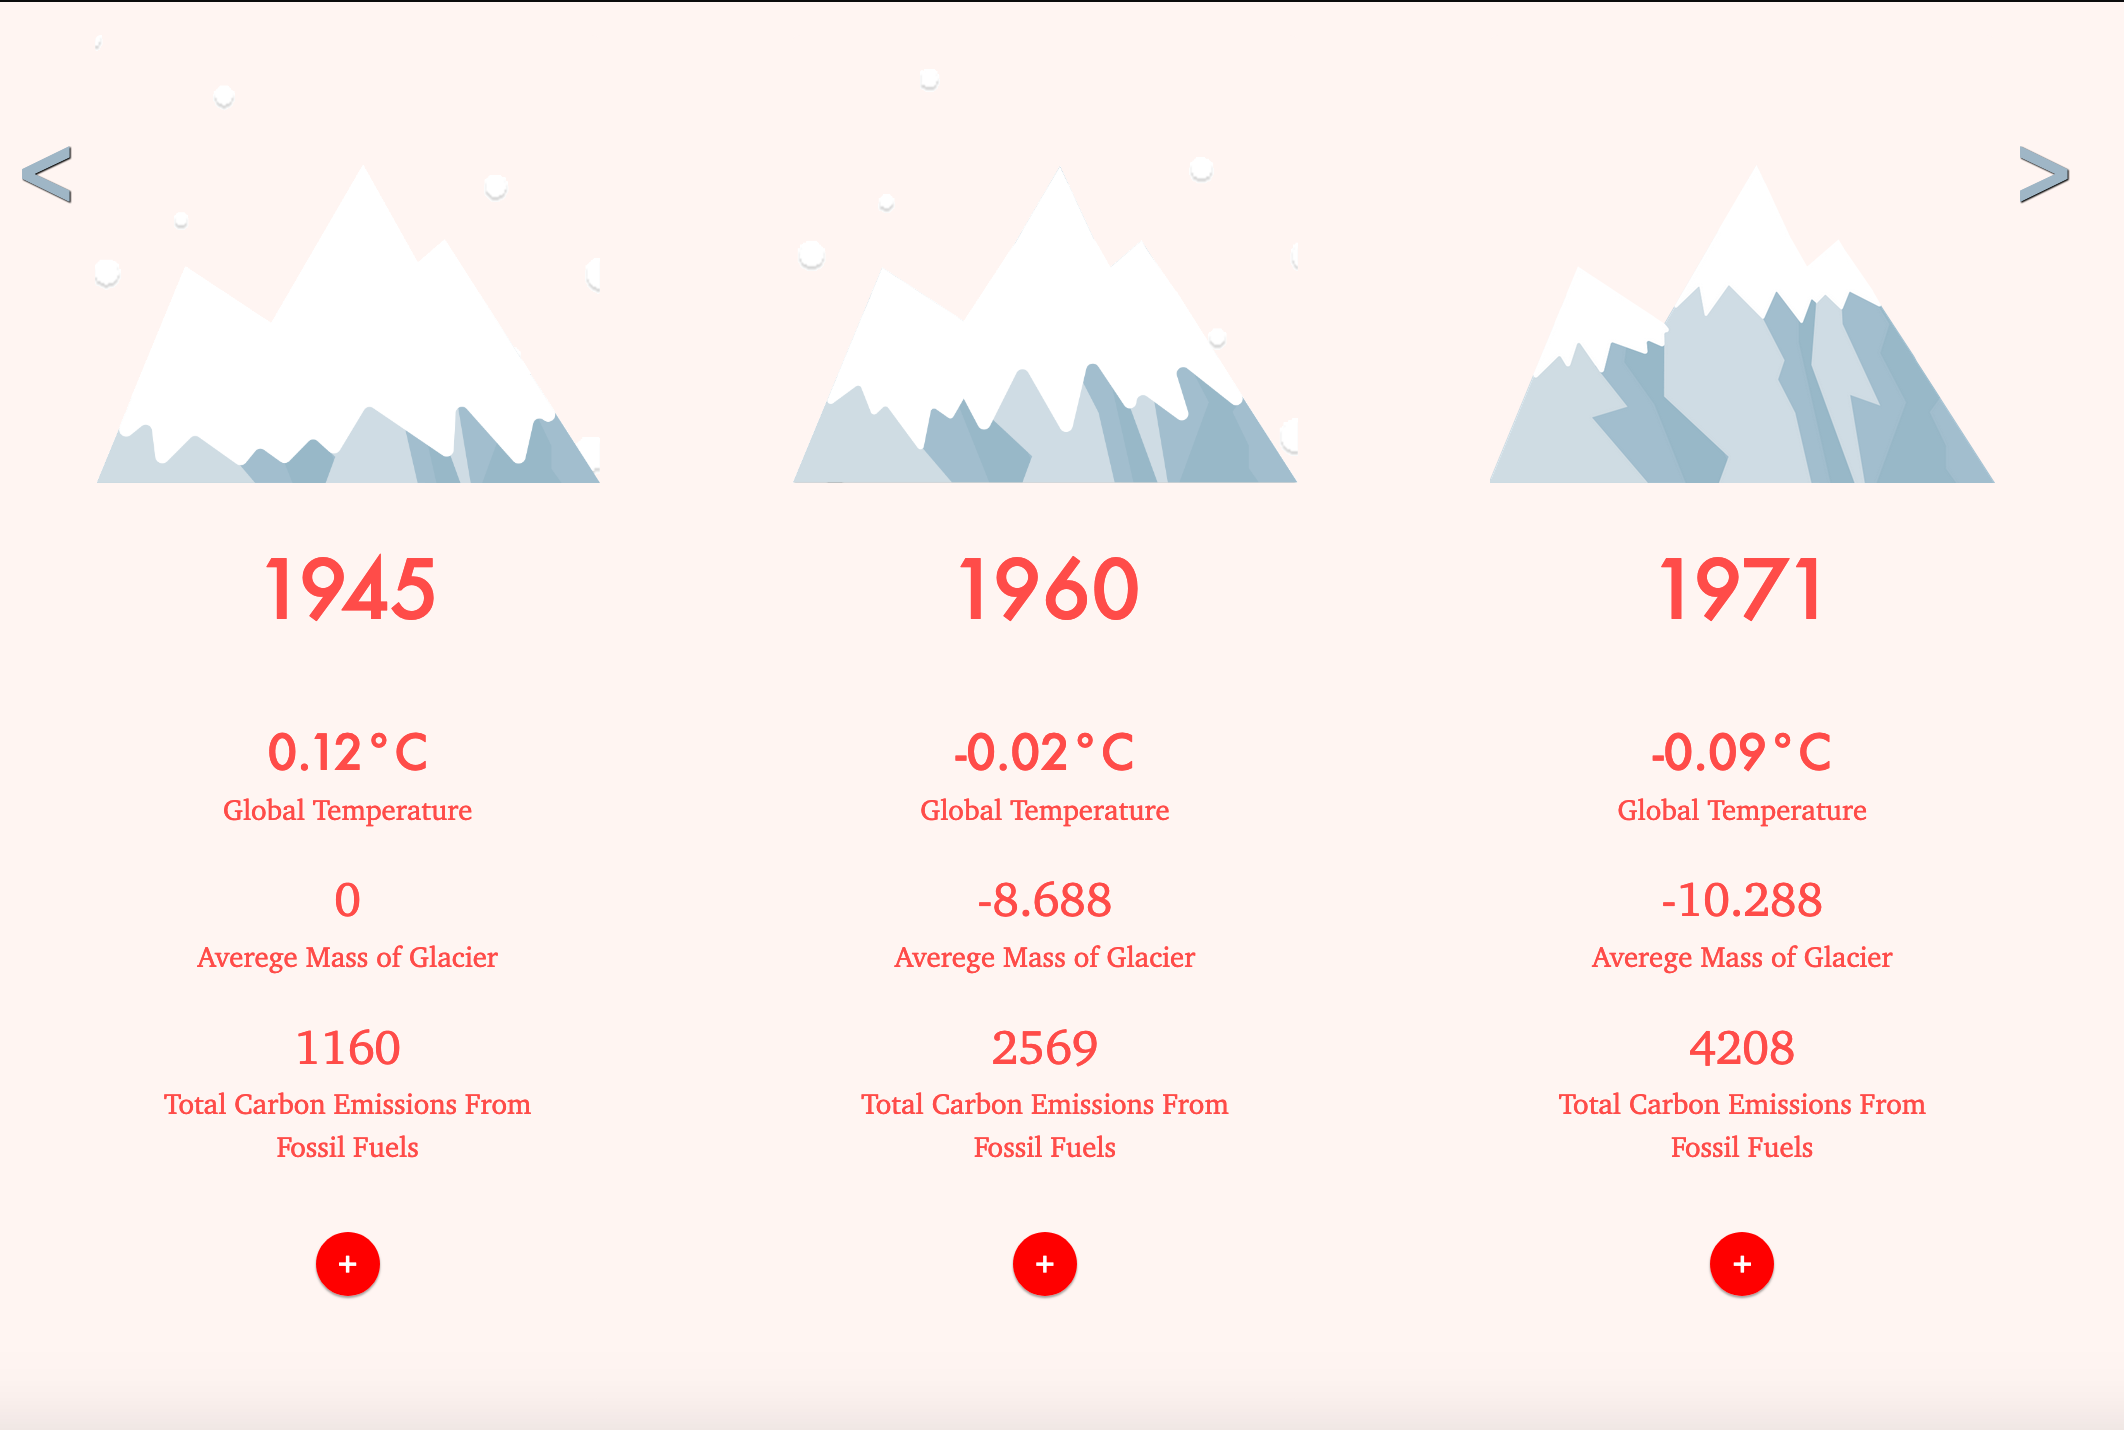 <
>
1945
0.12°C
Global Temperature
0
Averege Mass of Glacier
1160
Total Carbon Emissions From
Fossil Fuels
+
1960
-0.02°C
Global Temperature
-8.688
Averege Mass of Glacier
2569
Total Carbon Emissions From
Fossil Fuels
+
1971
-0.09°C
Global Temperature
-10.288
Averege Mass of Glacier
4208
Total Carbon Emissions From
Fossil Fuels
+